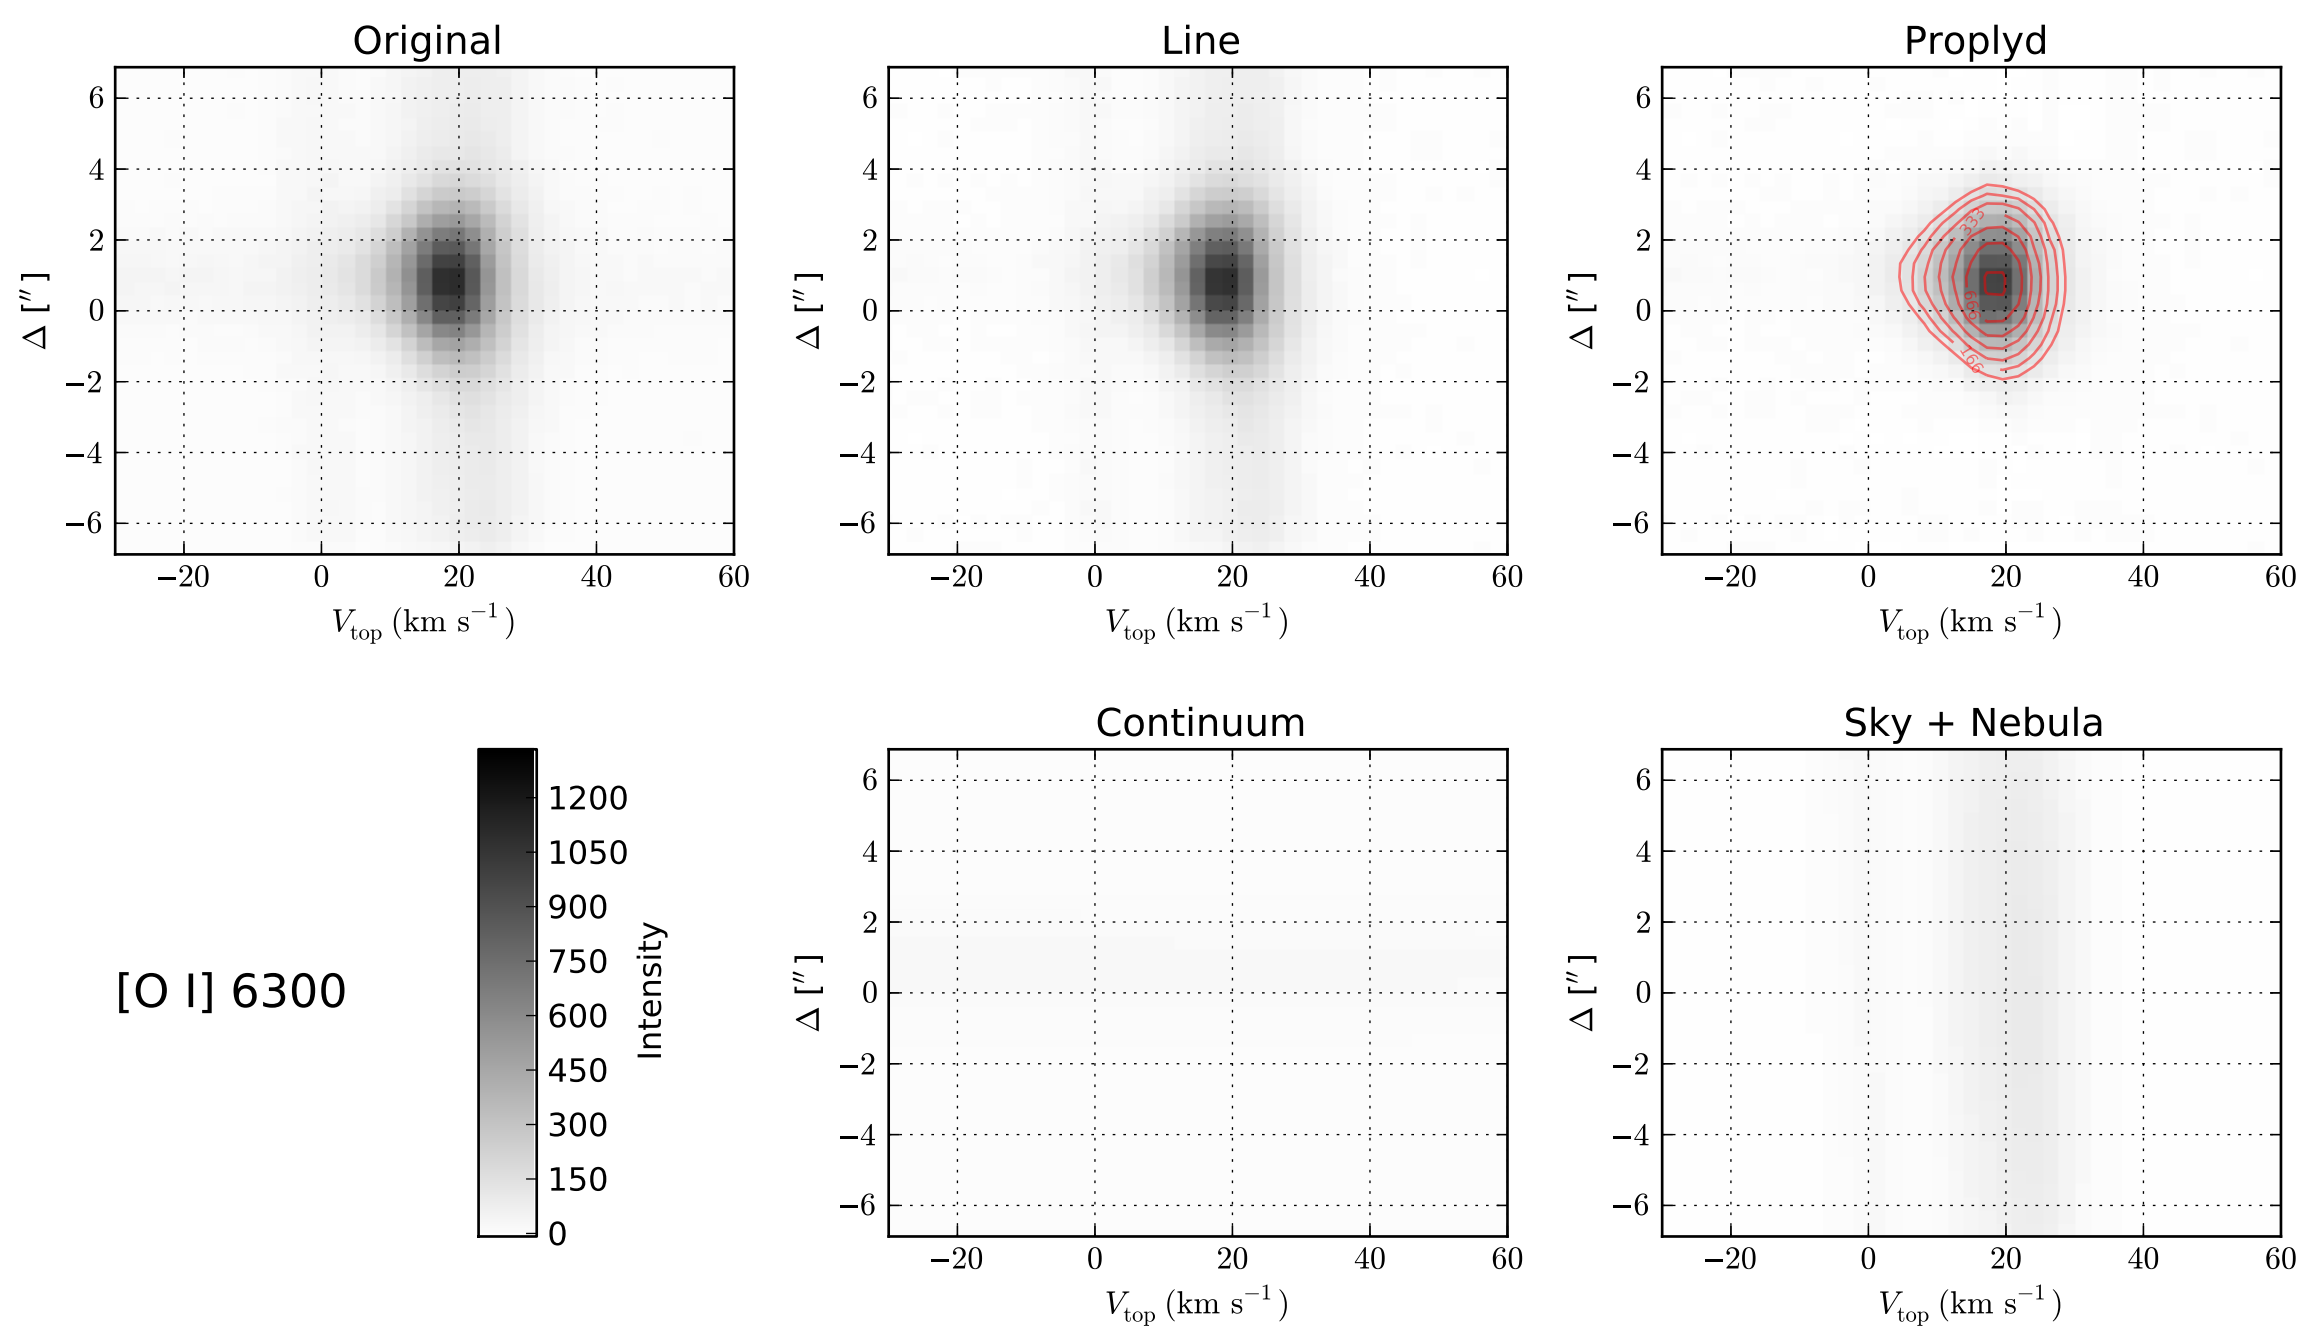 Original
Line
Proplyd
6
4
2
0
−2
−4
−6
Δ [″]
−20 0 20 40 60
V_top (km s⁻¹)
6
4
2
0
−2
−4
−6
Δ [″]
−20 0 20 40 60
V_top (km s⁻¹)
6
4
2
0
−2
−4
−6
Δ [″]
333
666
166
−20 0 20 40 60
V_top (km s⁻¹)
[O I] 6300
1200
1050
900
750
600
450
300
150
0
Intensity
Continuum
6
4
2
0
−2
−4
−6
Δ [″]
−20 0 20 40 60
V_top (km s⁻¹)
Sky + Nebula
6
4
2
0
−2
−4
−6
Δ [″]
−20 0 20 40 60
V_top (km s⁻¹)